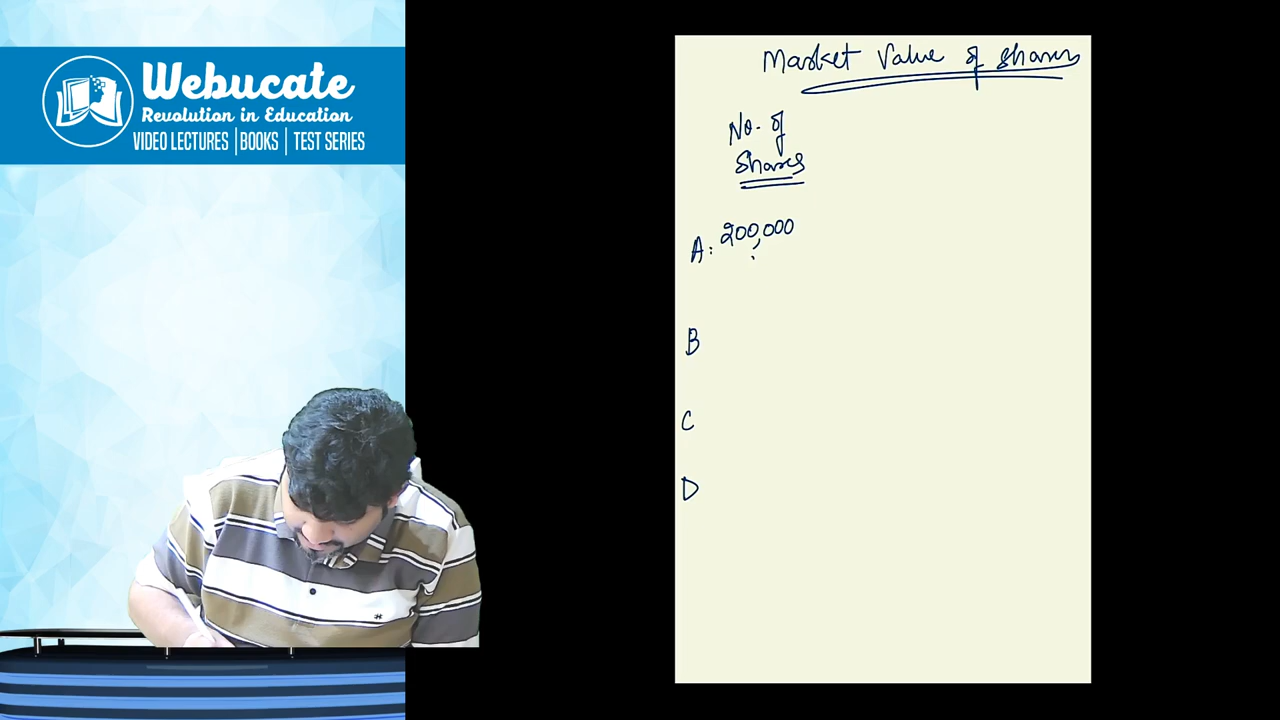 Webucate
Revolution in Education
VIDEO LECTURES | BOOKS | TEST SERIES
Market Value of Shares
No. of
Shares
A: 200,000
B
C
D